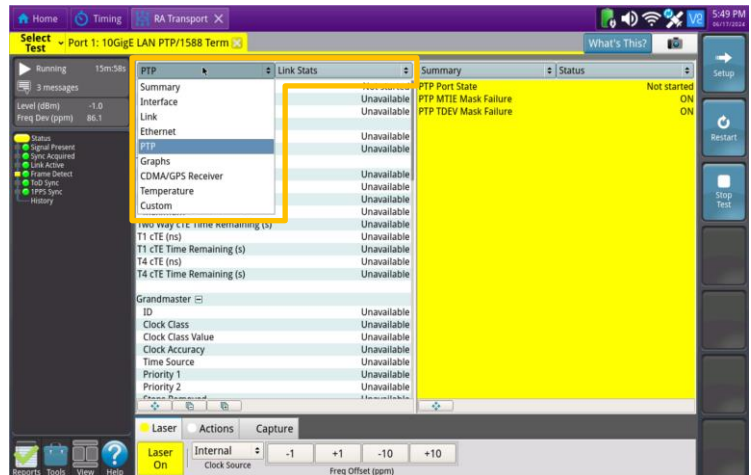 Home Timing RA Transport X
5:49 PM
06/17/2024
Select Test Port 1: 10GigE LAN PTP/1588 Term
What's This?
Running 15m:58s
3 messages
Level (dBm) -1.0
Freq Dev (ppm) 86.1
Status
Signal Present
Sync Acquired
Link Active
Frame Detect
ToD Sync
1PPS Sync
History
PTP Link Stats
Summary
Interface
Link
Ethernet
PTP
Graphs
CDMA/GPS Receiver
Temperature
Custom
Not started
Unavailable
Unavailable
Unavailable
Unavailable
Unavailable
Unavailable
Unavailable
Unavailable
Two Way cTE Time Remaining (s) Unavailable
T1 cTE (ns) Unavailable
T1 cTE Time Remaining (s) Unavailable
T4 cTE (ns) Unavailable
T4 cTE Time Remaining (s) Unavailable
Grandmaster
ID Unavailable
Clock Class Unavailable
Clock Class Value Unavailable
Clock Accuracy Unavailable
Time Source Unavailable
Priority 1 Unavailable
Priority 2 Unavailable
Summary Status
PTP Port State Not started
PTP MTIE Mask Failure ON
PTP TDEV Mask Failure ON
Setup
Restart
Stop
Test
Laser Actions Capture
Laser
On
Internal -1 +1 -10 +10
Clock Source Freq Offset (ppm)
Reports Tools View Help